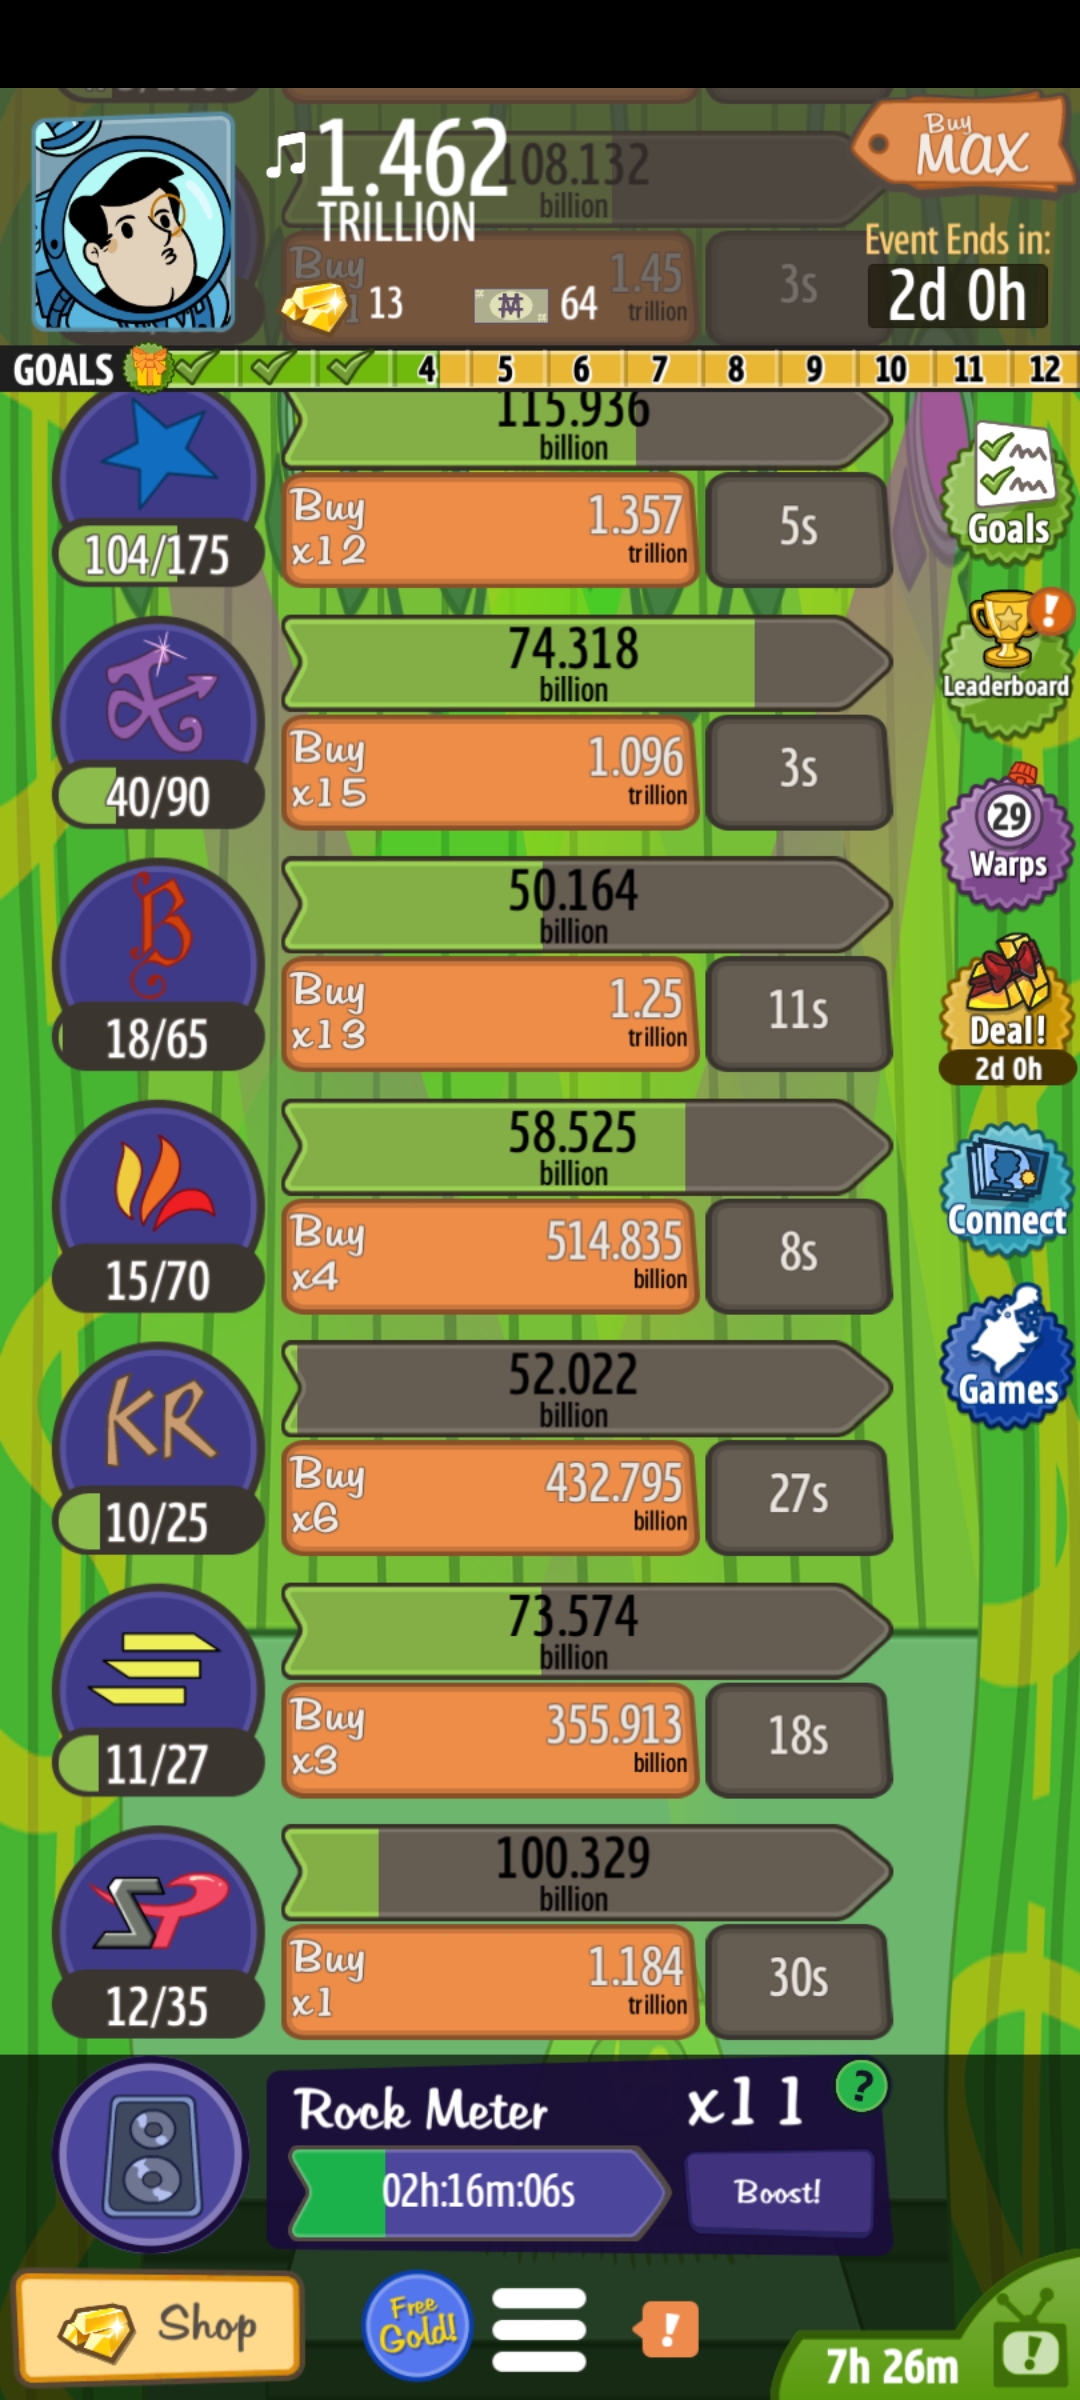 1.462
TRILLION
108.132
billion
Buy
MAX
Buy
1.45
trillion
3s
13
64
Event Ends in:
2d 0h
GOALS 4 5 6 7 8 9 10 11 12
115.936
billion
104/175
Buy
x12
1.357
trillion
5s
Goals
74.318
billion
40/90
Buy
x15
1.096
trillion
3s
Leaderboard
29
Warps
B
50.164
billion
18/65
Buy
x13
1.25
trillion
11s
Deal!
2d 0h
58.525
billion
15/70
Buy
x4
514.835
billion
8s
Connect
KR
52.022
billion
10/25
Buy
x6
432.795
billion
27s
Games
73.574
billion
11/27
Buy
x3
355.913
billion
18s
SP
100.329
billion
12/35
Buy
x1
1.184
trillion
30s
Rock Meter
x11
?
02h:16m:06s
Boost!
Shop
Free
Gold!
!
7h 26m
!